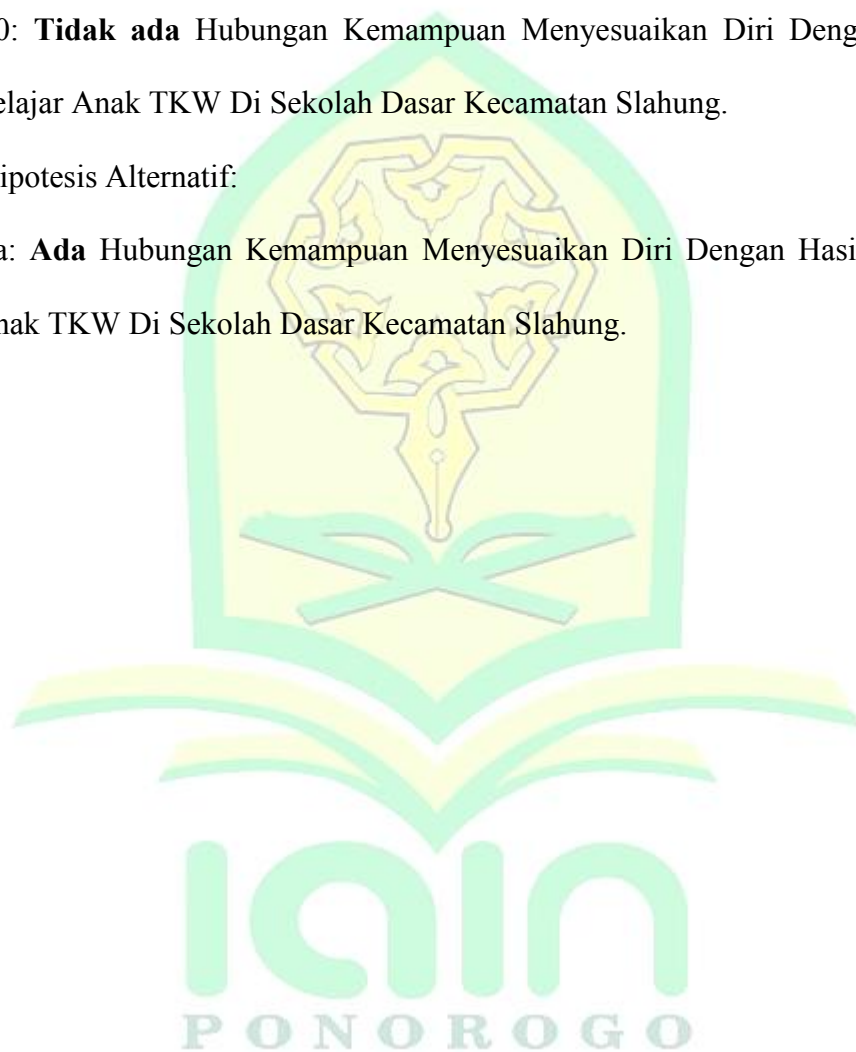 0: Tidak ada Hubungan Kemampuan Menyesuaikan Diri Deng
elajar Anak TKW Di Sekolah Dasar Kecamatan Slahung.
ipotesis Alternatif:
a: Ada Hubungan Kemampuan Menyesuaikan Diri Dengan Hasi
nak TKW Di Sekolah Dasar Kecamatan Slahung.
iain
PONOROGO